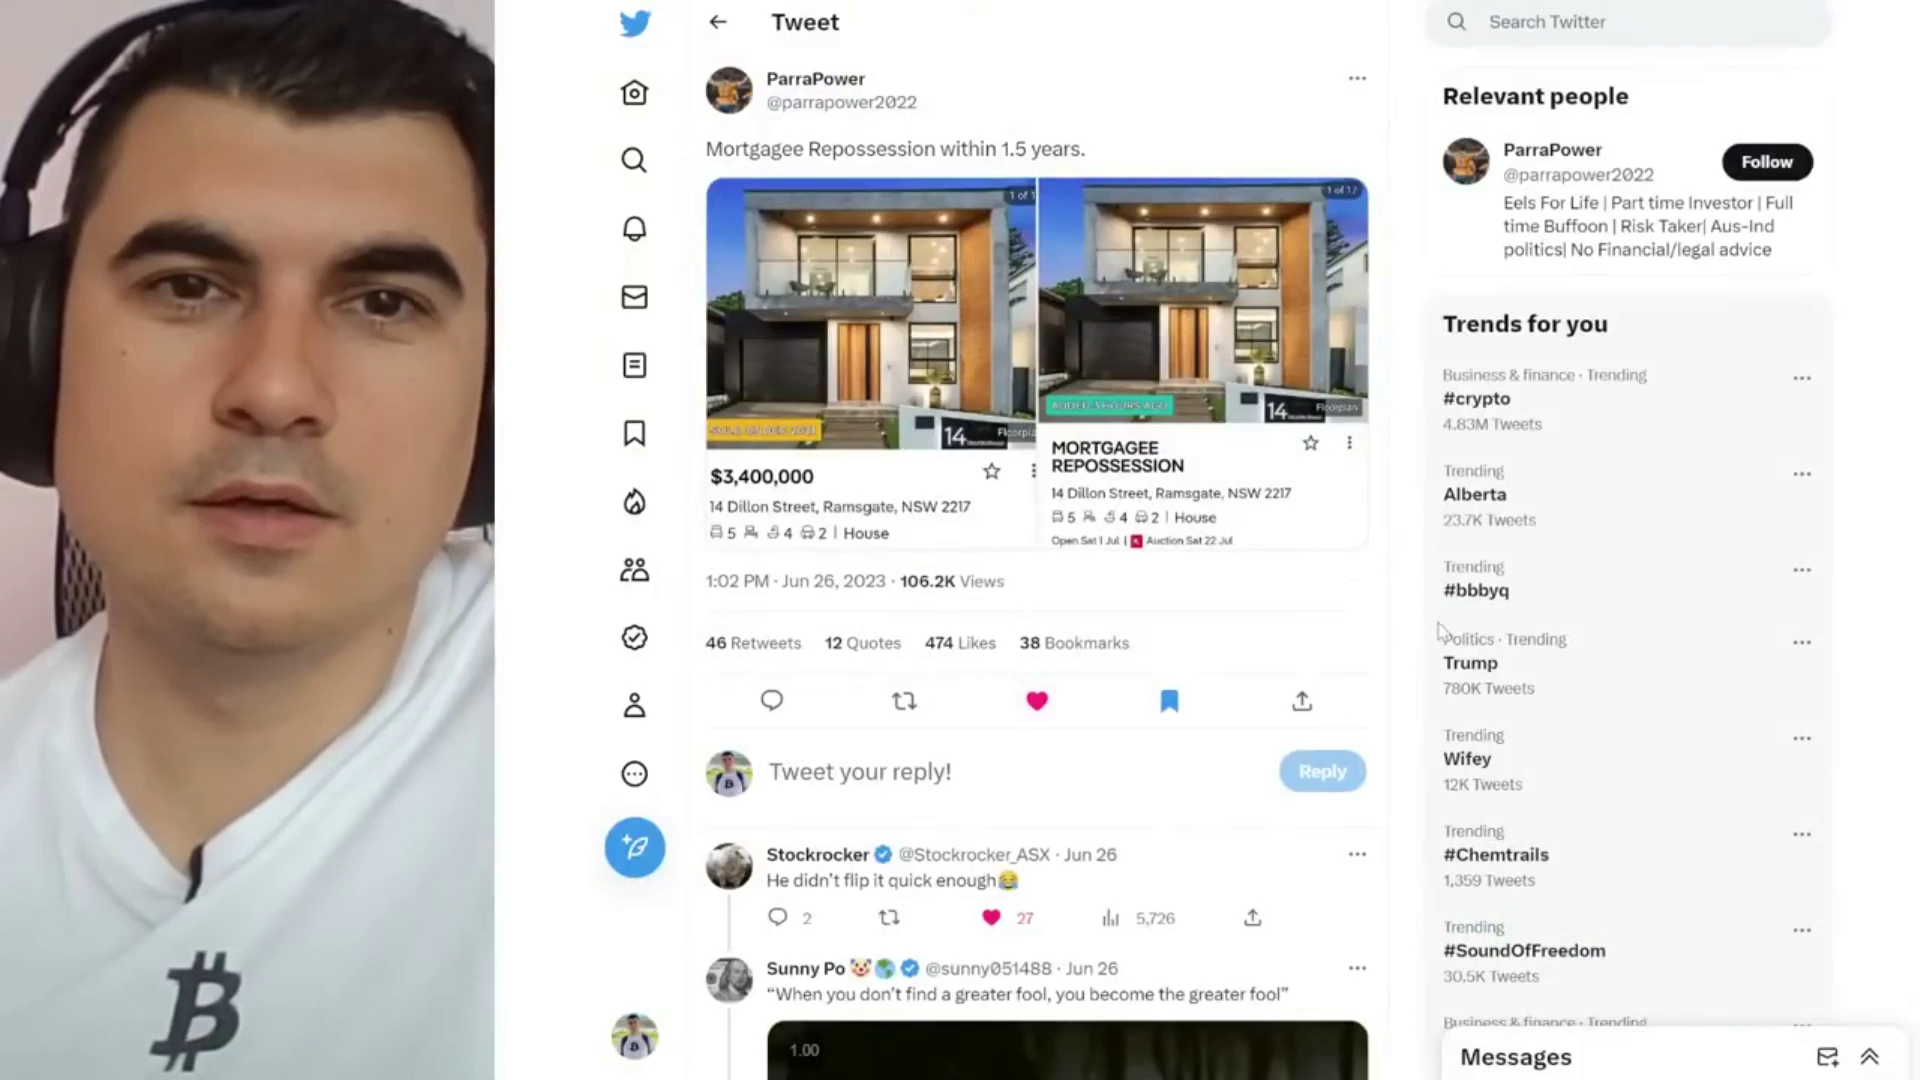 Tweet
ParraPower
@parrapower2022
Mortgagee Repossession within 1.5 years.
1 of 1
14
$3,400,000
14 Dillon Street, Ramsgate, NSW 2217
5 4 2 | House
1 of 17
ADDED 3 HOURS AGO
14
Floorplan
MORTGAGEE
REPOSSESSION
14 Dillon Street, Ramsgate, NSW 2217
5 4 2 | House
Open Sat 1 Jul | Auction Sat 22 Jul
1:02 PM · Jun 26, 2023 · 106.2K Views
46 Retweets 12 Quotes 474 Likes 38 Bookmarks
Tweet your reply!
Reply
Stockrocker @Stockrocker_ASX · Jun 26
He didn't flip it quick enough😂
2 27 5,726
Sunny Po 🤡🌎 @sunny051488 · Jun 26
“When you don't find a greater fool, you become the greater fool”
1.00
Search Twitter
Relevant people
ParraPower
@parrapower2022
Follow
Eels For Life | Part time Investor | Full
time Buffoon | Risk Taker| Aus-Ind
politics| No Financial/legal advice
Trends for you
Business & finance · Trending
#crypto
4.83M Tweets
Trending
Alberta
23.7K Tweets
Trending
#bbbyq
Politics · Trending
Trump
780K Tweets
Trending
Wifey
12K Tweets
Trending
#Chemtrails
1,359 Tweets
Trending
#SoundOfFreedom
30.5K Tweets
Business & finance · Trending
Messages